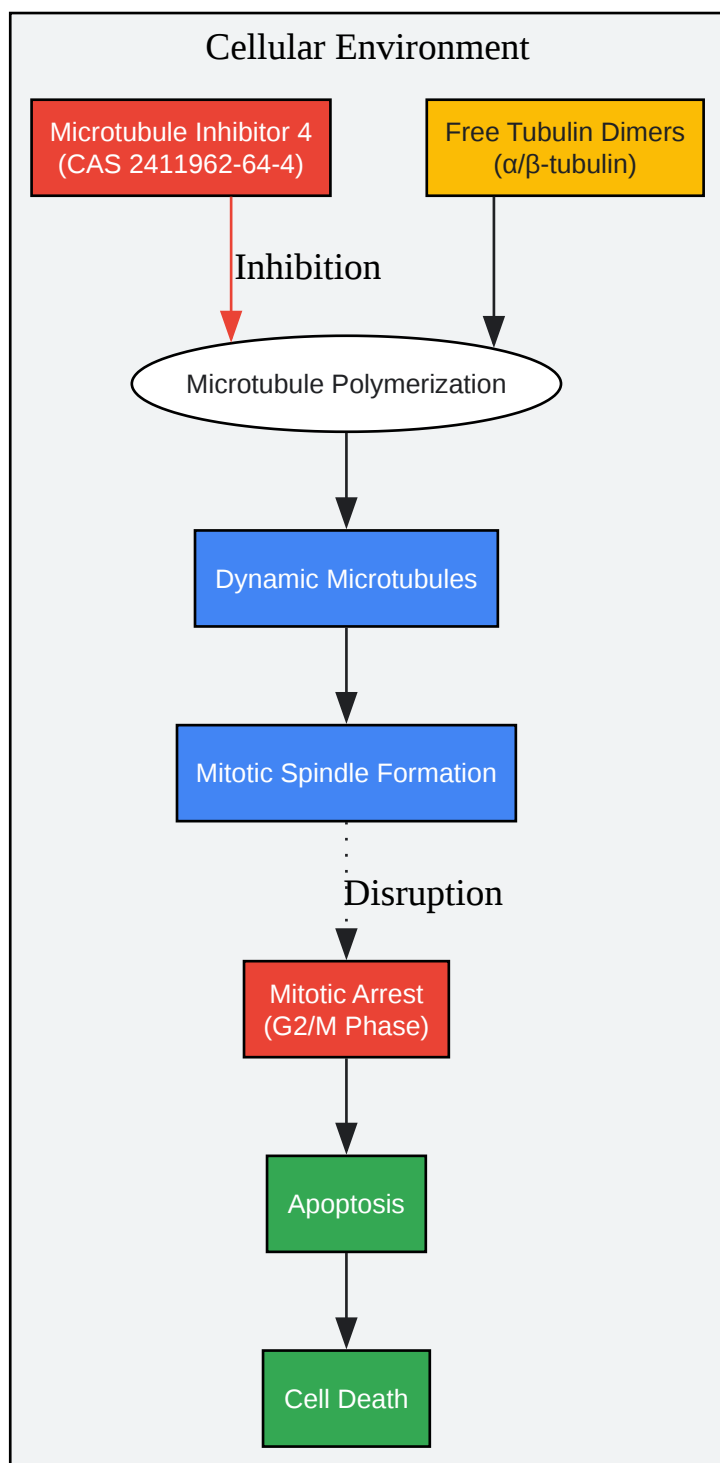 Cellular Environment
Microtubule Inhibitor 4
(CAS 2411962-64-4)
Free Tubulin Dimers
(α/β-tubulin)
Inhibition
Microtubule Polymerization
Dynamic Microtubules
Mitotic Spindle Formation
Disruption
Mitotic Arrest
(G2/M Phase)
Apoptosis
Cell Death